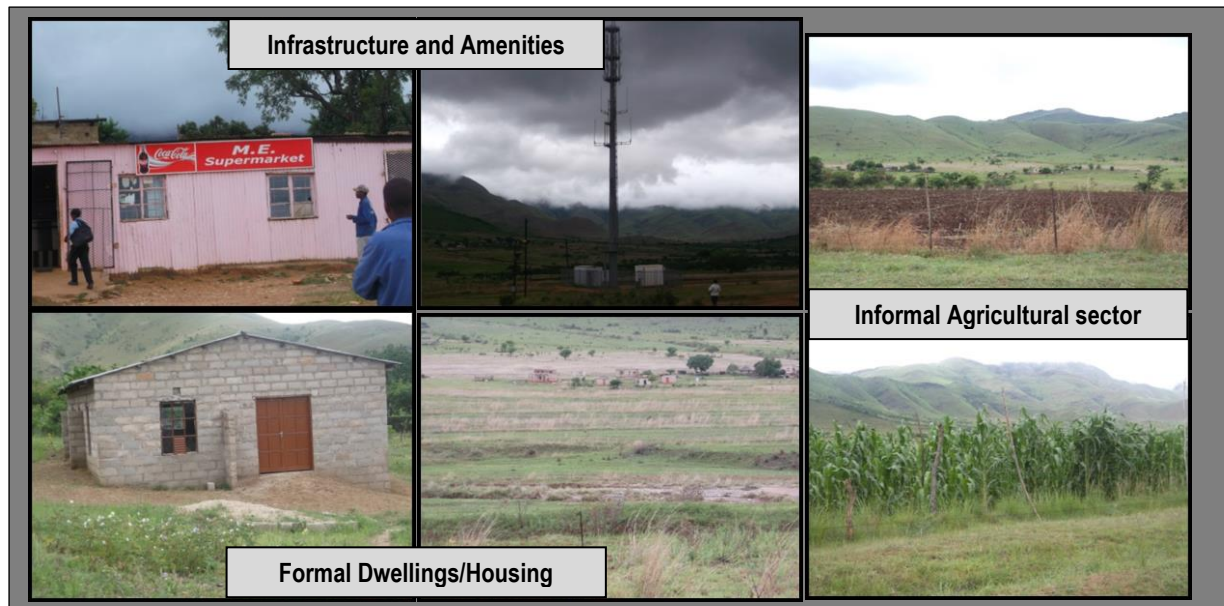 Infrastructure and Amenities
Coca-Cola
M.E.
Supermarket
Informal Agricultural sector
Formal Dwellings/Housing